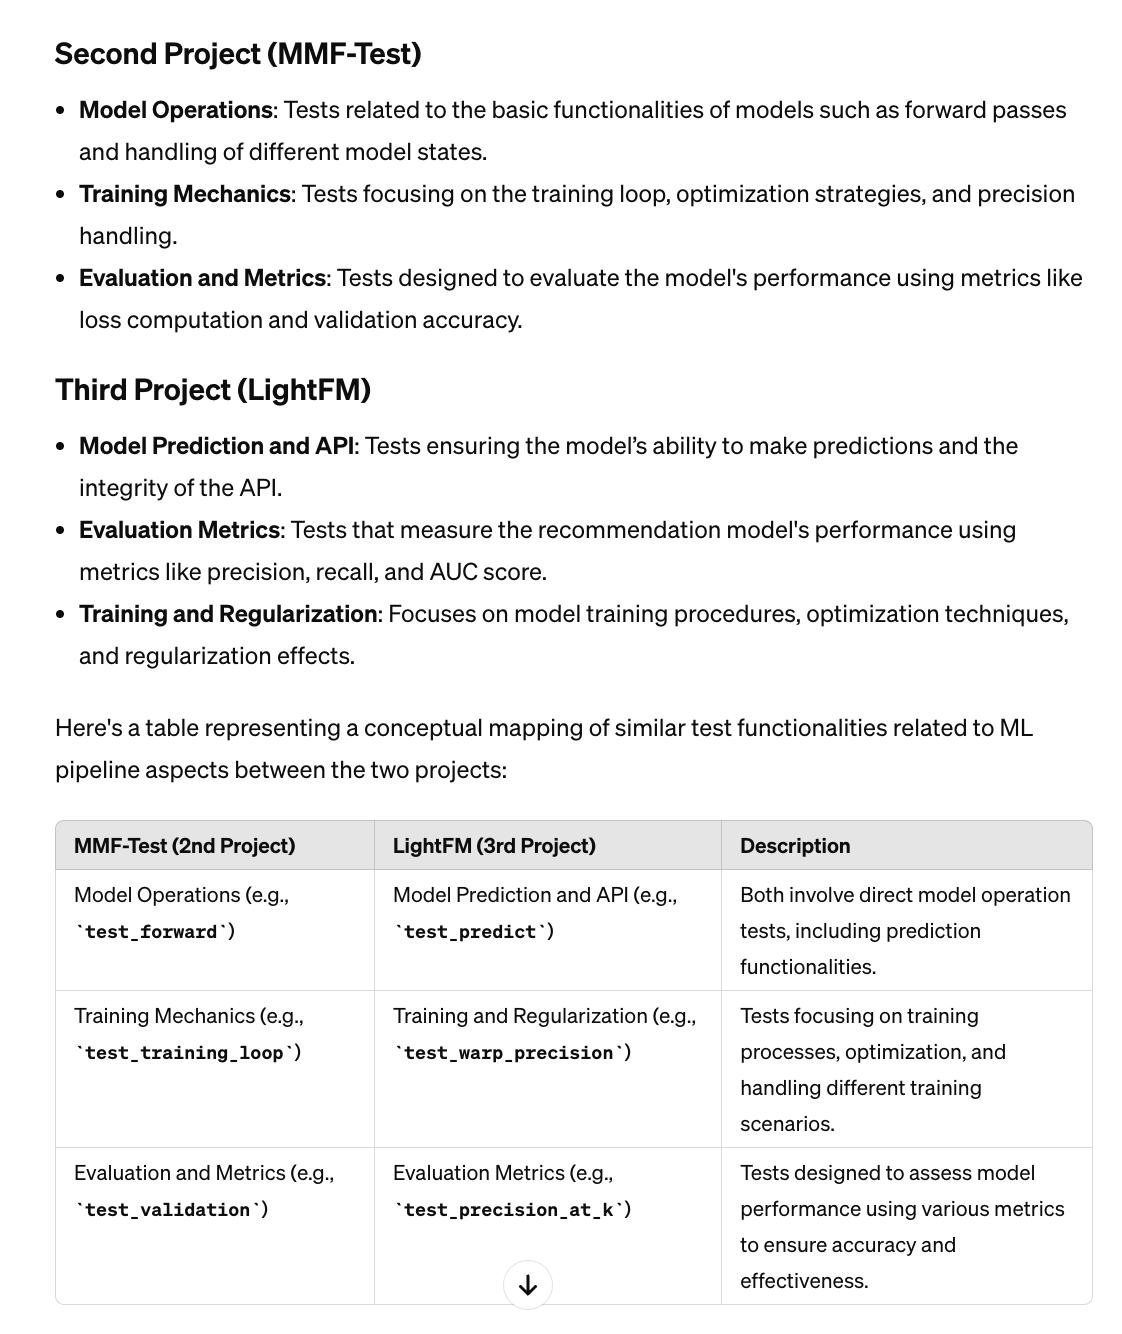 Second Project (MMF-Test)
• Model Operations: Tests related to the basic functionalities of models such as forward passes
and handling of different model states.
• Training Mechanics: Tests focusing on the training loop, optimization strategies, and precision
handling.
• Evaluation and Metrics: Tests designed to evaluate the model's performance using metrics like
loss computation and validation accuracy.
Third Project (LightFM)
• Model Prediction and API: Tests ensuring the model’s ability to make predictions and the
integrity of the API.
• Evaluation Metrics: Tests that measure the recommendation model's performance using
metrics like precision, recall, and AUC score.
• Training and Regularization: Focuses on model training procedures, optimization techniques,
and regularization effects.
Here's a table representing a conceptual mapping of similar test functionalities related to ML
pipeline aspects between the two projects:
MMF-Test (2nd Project)
LightFM (3rd Project)
Description
Model Operations (e.g.,
`test_forward`)
Model Prediction and API (e.g.,
`test_predict`)
Both involve direct model operation
tests, including prediction
functionalities.
Training Mechanics (e.g.,
`test_training_loop`)
Training and Regularization (e.g.,
`test_warp_precision`)
Tests focusing on training
processes, optimization, and
handling different training
scenarios.
Evaluation and Metrics (e.g.,
`test_validation`)
Evaluation Metrics (e.g.,
`test_precision_at_k`)
Tests designed to assess model
performance using various metrics
to ensure accuracy and
effectiveness.